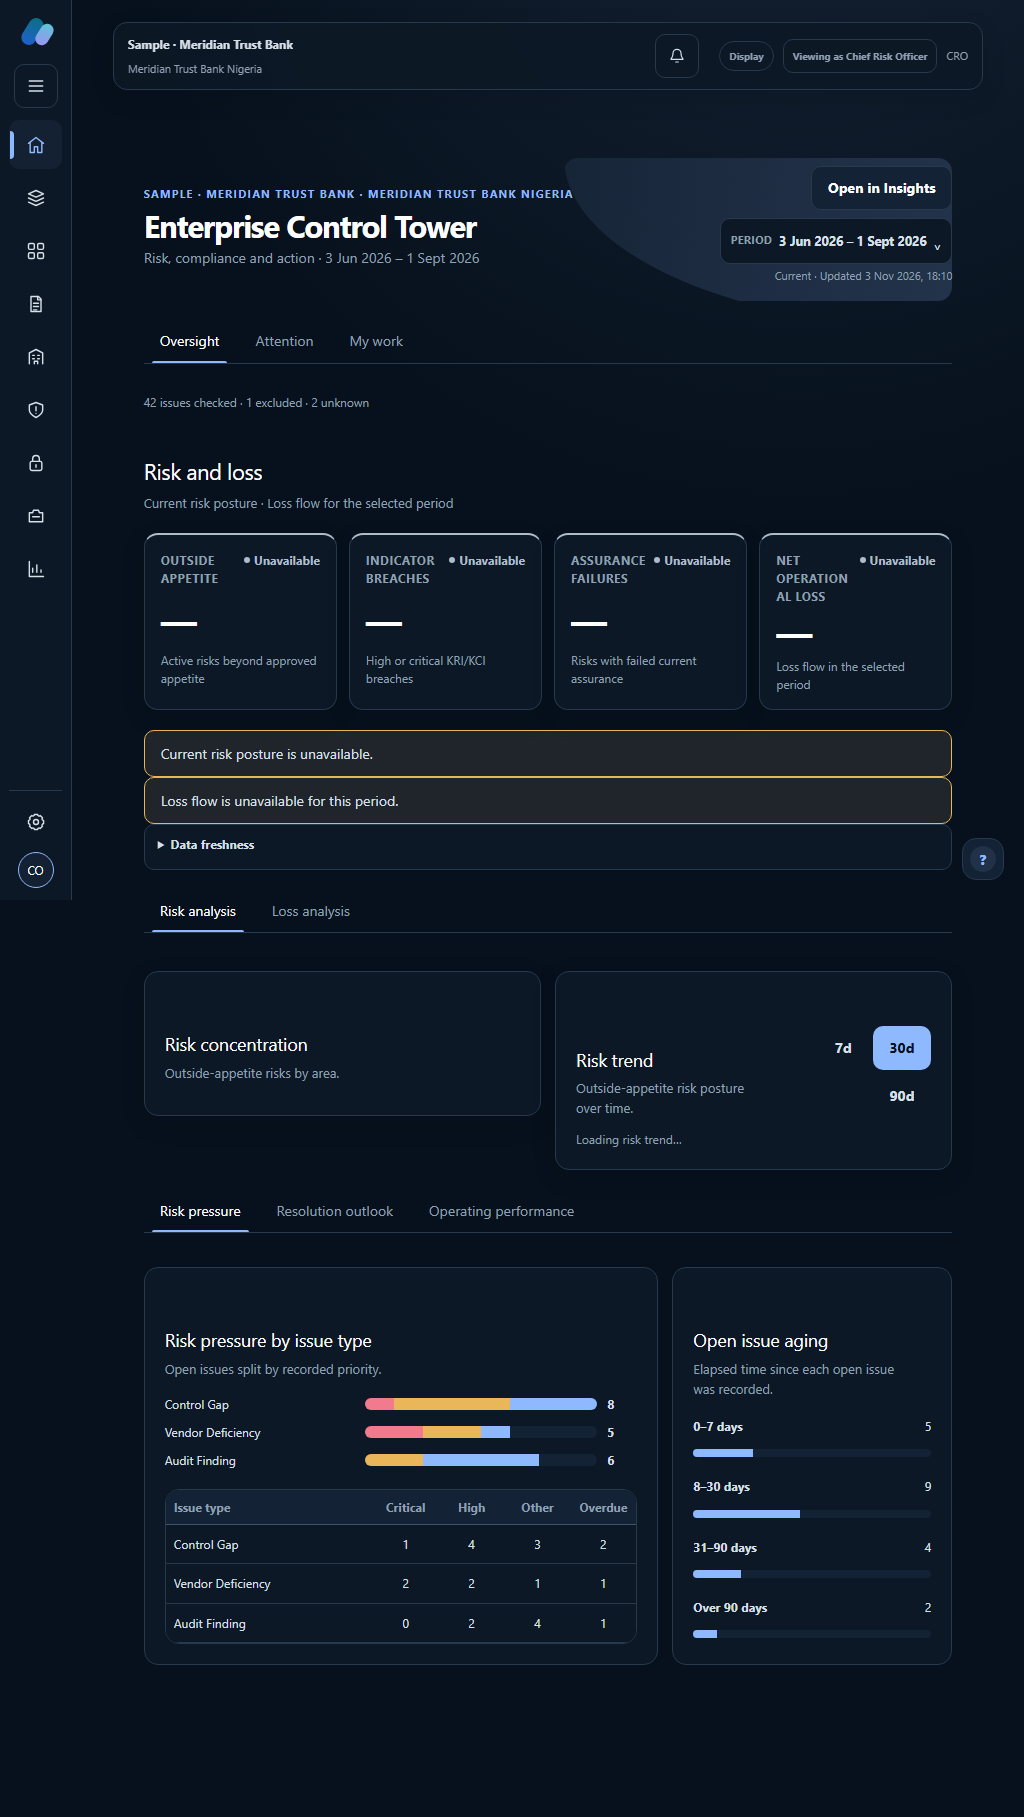 Sample · Meridian Trust Bank
Meridian Trust Bank Nigeria
Display
Viewing as Chief Risk Officer
CRO
SAMPLE · MERIDIAN TRUST BANK · MERIDIAN TRUST BANK NIGERIA
Enterprise Control Tower
Risk, compliance and action · 3 Jun 2026 – 1 Sept 2026
Open in Insights
PERIOD 3 Jun 2026 – 1 Sept 2026
Current · Updated 3 Nov 2026, 18:10
Oversight
Attention
My work
42 issues checked · 1 excluded · 2 unknown
Risk and loss
Current risk posture · Loss flow for the selected period
OUTSIDE
APPETITE
Unavailable
—
Active risks beyond approved
appetite
INDICATOR
BREACHES
Unavailable
—
High or critical KRI/KCI
breaches
ASSURANCE
FAILURES
Unavailable
—
Risks with failed current
assurance
NET
OPERATION
AL LOSS
Unavailable
—
Loss flow in the selected
period
Current risk posture is unavailable.
Loss flow is unavailable for this period.
Data freshness
CO
?
Risk analysis
Loss analysis
Risk concentration
Outside-appetite risks by area.
Risk trend
Outside-appetite risk posture
over time.
7d
30d
90d
Loading risk trend...
Risk pressure
Resolution outlook
Operating performance
Risk pressure by issue type
Open issues split by recorded priority.
Control Gap 8
Vendor Deficiency 5
Audit Finding 6
Issue type Critical High Other Overdue
Control Gap 1 4 3 2
Vendor Deficiency 2 2 1 1
Audit Finding 0 2 4 1
Open issue aging
Elapsed time since each open issue
was recorded.
0–7 days 5
8–30 days 9
31–90 days 4
Over 90 days 2